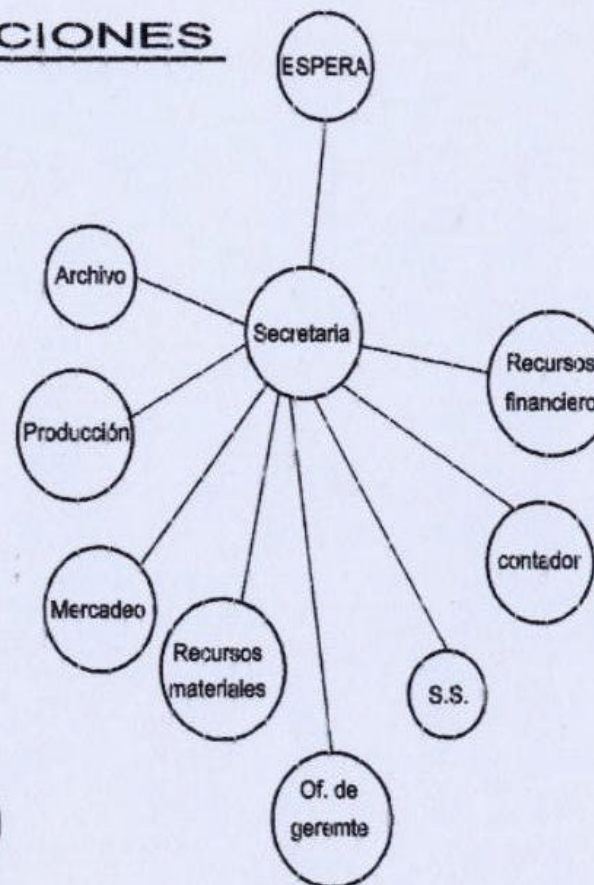 CIONES
ESPERA
Archivo
Secretaria
Recursos
financiero
Producción
contador
Mercadeo
Recursos
materiales
S.S.
Of. de
geremte